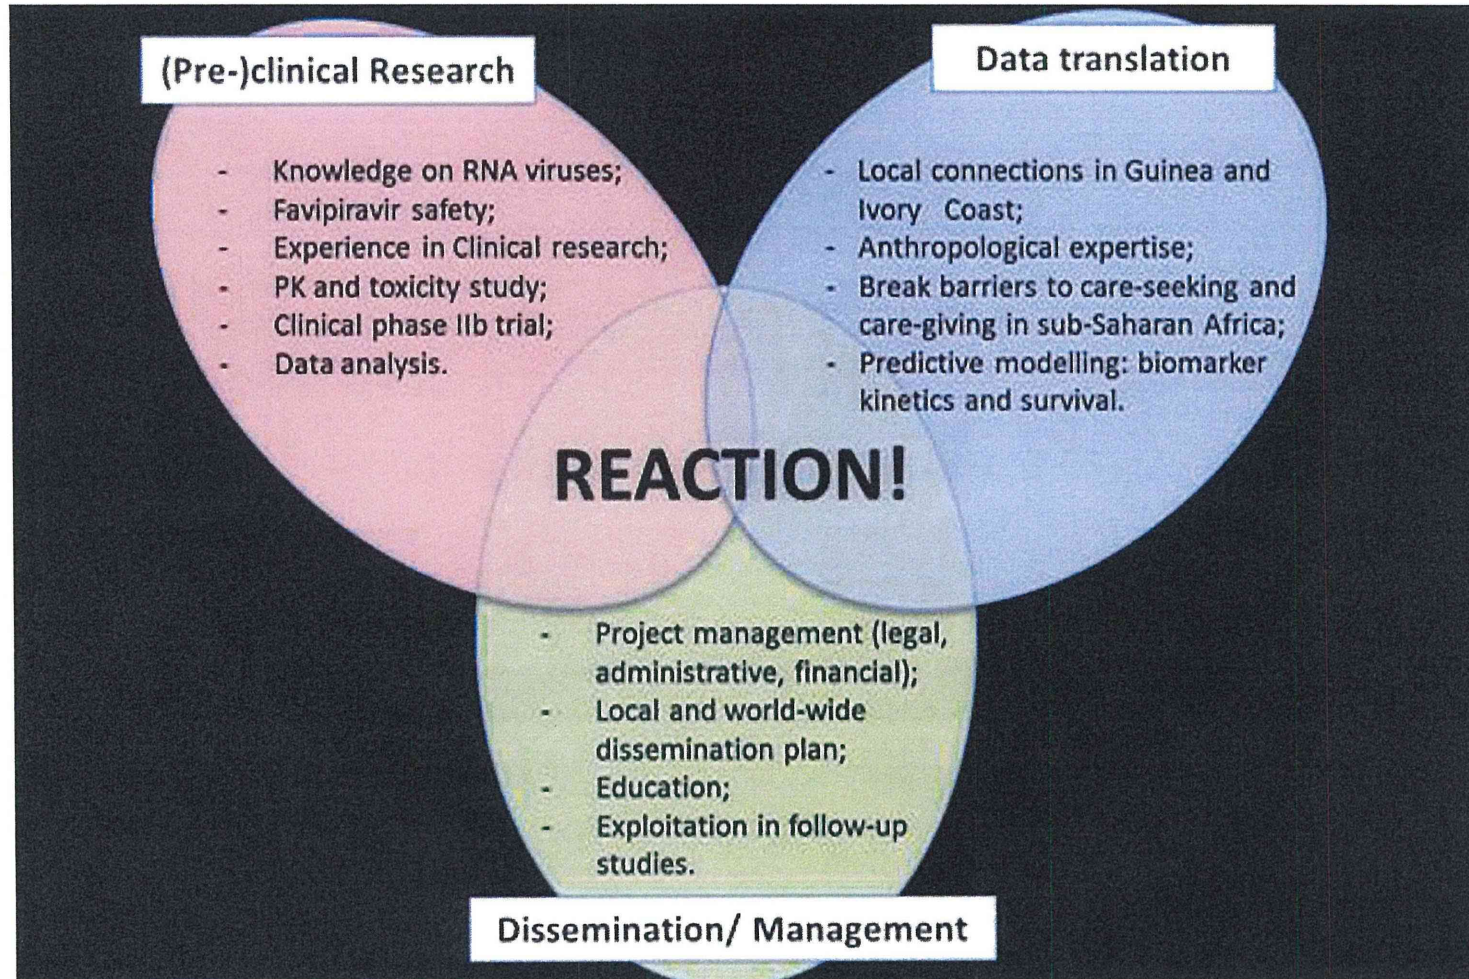 (Pre-)clinical Research
- Knowledge on RNA viruses;
- Favipiravir safety;
- Experience in Clinical research;
- PK and toxicity study;
- Clinical phase IIb trial;
- Data analysis.
Data translation
- Local connections in Guinea and
Ivory Coast;
- Anthropological expertise;
- Break barriers to care-seeking and
care-giving in sub-Saharan Africa;
- Predictive modelling: biomarker
kinetics and survival.
REACTION!
- Project management (legal,
administrative, financial);
- Local and world-wide
dissemination plan;
- Education;
- Exploitation in follow-up
studies.
Dissemination/ Management